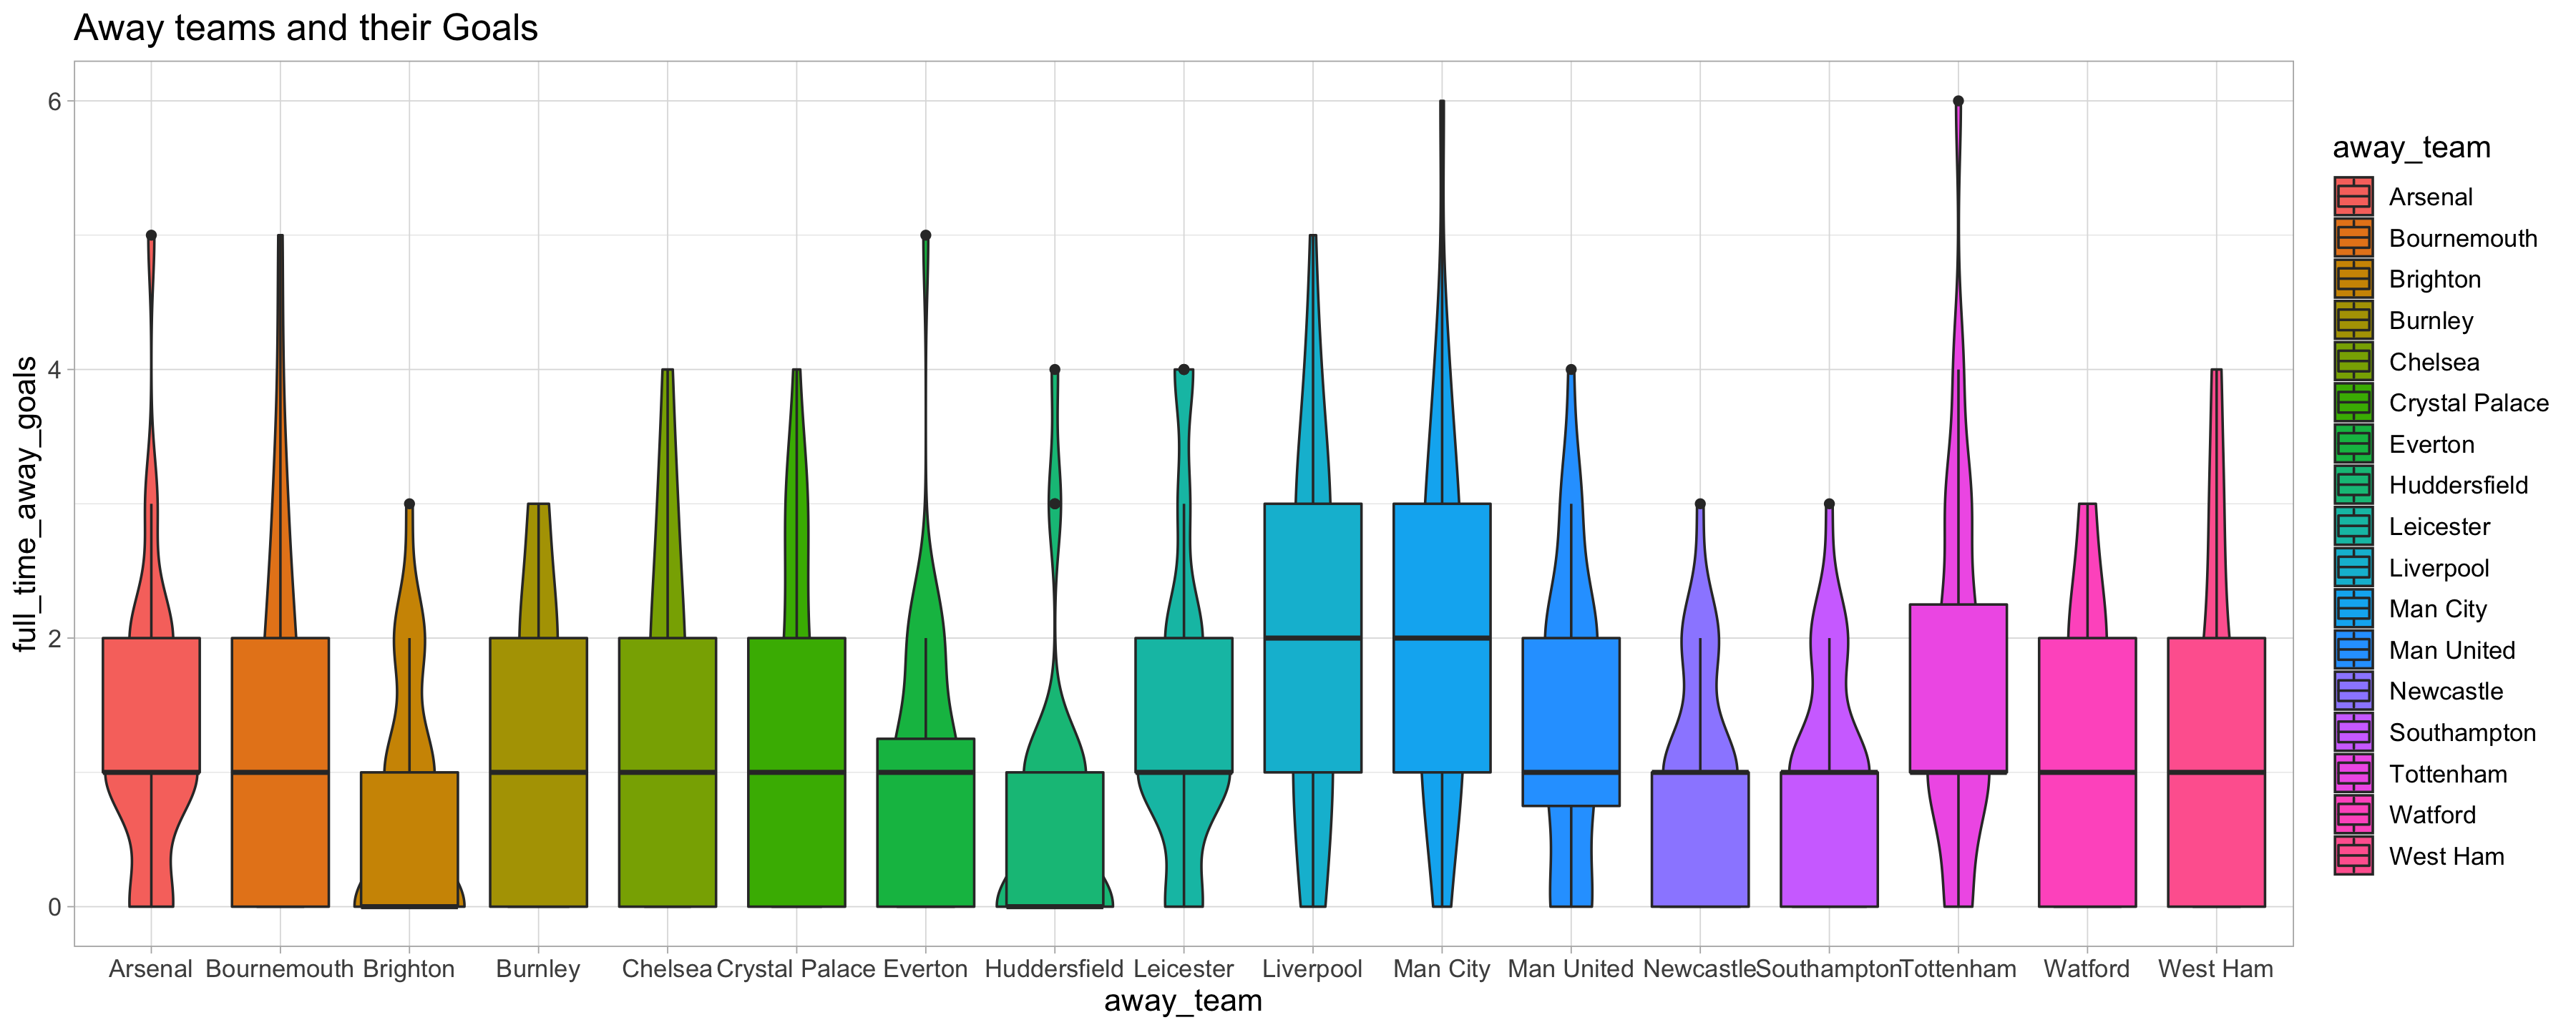 Away teams and their Goals
6
4
2
0
full_time_away_goals
Arsenal Bournemouth Brighton Burnley Chelsea Crystal Palace Everton Huddersfield Leicester Liverpool Man City Man United Newcastle Southampton Tottenham Watford West Ham
away_team
away_team
Arsenal
Bournemouth
Brighton
Burnley
Chelsea
Crystal Palace
Everton
Huddersfield
Leicester
Liverpool
Man City
Man United
Newcastle
Southampton
Tottenham
Watford
West Ham